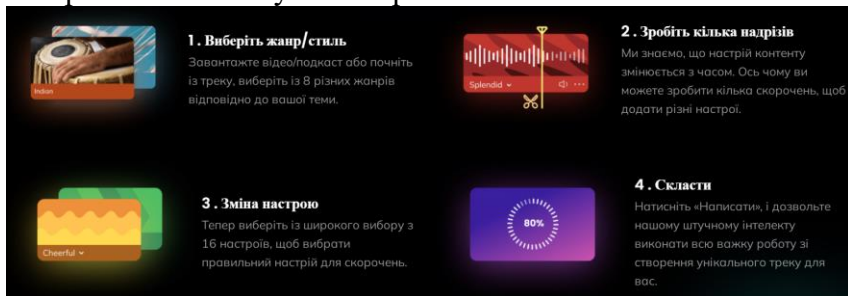 1. Виберіть жанр/стиль
Завантажте відео/подкаст або почніть
із треку, виберіть із 8 різних жанрів
відповідно до вашої теми.
Indian
2. Зробіть кілька надрізів
Ми знаємо, що настрій контенту
змінюється з часом. Ось чому ви
можете зробити кілька скорочень, щоб
додати різні настрої.
Splendid
3. Зміна настрою
Тепер виберіть із широкого вибору з
16 настроїв, щоб вибрати
правильний настрій для скорочень.
Cheerful
4. Скласти
Натисніть «Написати», і дозвольте
нашому штучному інтелекту
виконати всю важку роботу зі
створення унікального треку для
вас.
80%